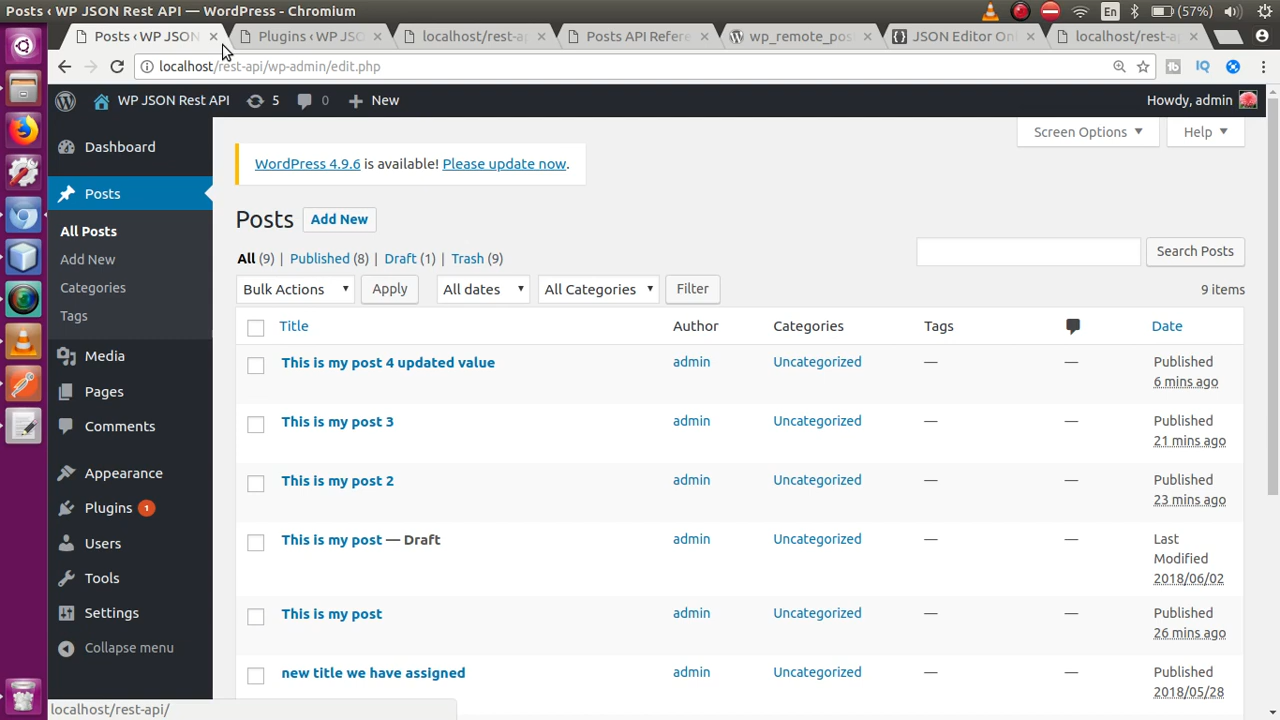 Posts ‹ WP JSON Rest API — WordPress - Chromium
En (57%)
Posts ‹ WP JSON
Plugins ‹ WP JSO
localhost/rest-ap
Posts API Refere
wp_remote_pos
JSON Editor Onl
localhost/rest-ap
localhost/rest-api/wp-admin/edit.php
WP JSON Rest API 5 0 New
Howdy, admin
Dashboard
Posts
All Posts
Add New
Categories
Tags
Media
Pages
Comments
Appearance
Plugins 1
Users
Tools
Settings
Collapse menu
Screen Options
Help
WordPress 4.9.6 is available! Please update now.
Posts Add New
All (9) | Published (8) | Draft (1) | Trash (9)
Search Posts
Bulk Actions Apply All dates All Categories Filter
9 items
Title Author Categories Tags Date
This is my post 4 updated value admin Uncategorized — — Published
6 mins ago
This is my post 3 admin Uncategorized — — Published
21 mins ago
This is my post 2 admin Uncategorized — — Published
23 mins ago
This is my post — Draft admin Uncategorized — — Last
Modified
2018/06/02
This is my post admin Uncategorized — — Published
26 mins ago
new title we have assigned admin Uncategorized — — Published
2018/05/28
localhost/rest-api/